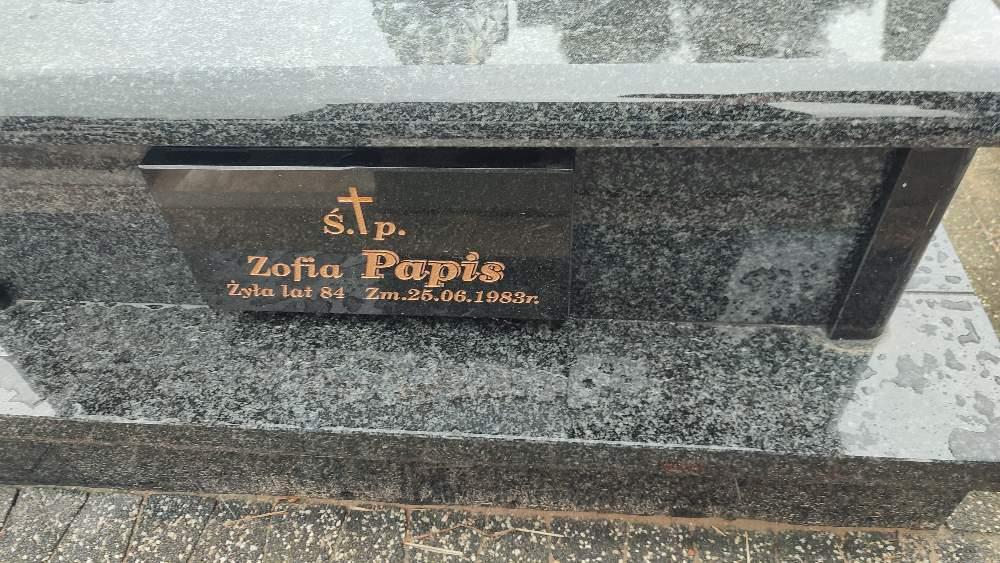 Ś. p.
Zofia Papis
Żyła lat 84 Zm.25.06.1983r.